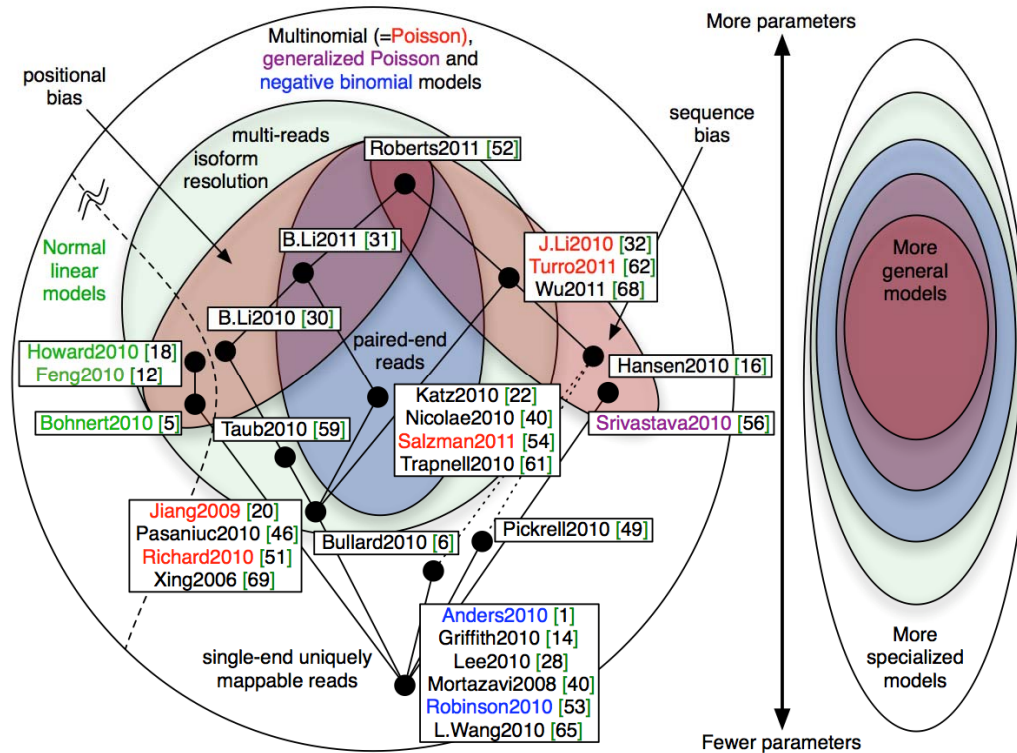 Multinomial (=Poisson),
generalized Poisson and
negative binomial models
More parameters
positional
bias
sequence
bias
multi-reads
isoform
resolution
Roberts2011 [52]
B.Li2011 [31]
J.Li2010 [32]
Turro2011 [62]
Wu2011 [68]
Normal
linear
models
More
general
models
B.Li2010 [30]
paired-end
reads
Howard2010 [18]
Feng2010 [12]
Hansen2010 [16]
Bohnert2010 [5]
Taub2010 [59]
Katz2010 [22]
Nicolae2010 [40]
Salzman2011 [54]
Trapnell2010 [61]
Srivastava2010 [56]
Jiang2009 [20]
Pasaniuc2010 [46]
Richard2010 [51]
Xing2006 [69]
Bullard2010 [6]
Pickrell2010 [49]
single-end uniquely
mappable reads
Anders2010 [1]
Griffith2010 [14]
Lee2010 [28]
Mortazavi2008 [40]
Robinson2010 [53]
L.Wang2010 [65]
More
specialized
models
Fewer parameters